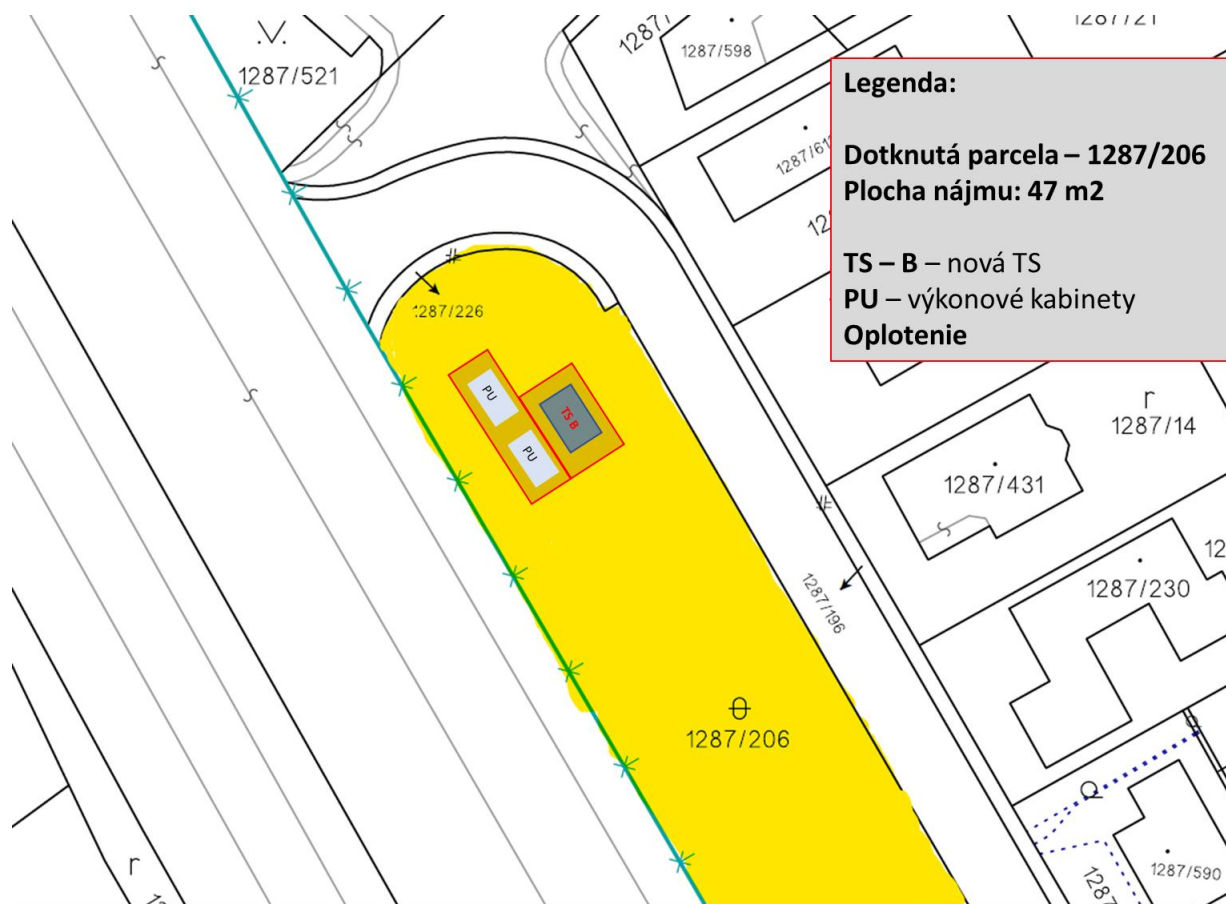 1287/521
1287/598
1287/21
Legenda:
Dotknutá parcela – 1287/206
Plocha nájmu: 47 m2
TS – B – nová TS
PU – výkonové kabinety
Oplotenie
1287/226
PU
TS B
PU
r
1287/14
1287/431
1287/230
1287/196
1287/206
1287/590
r